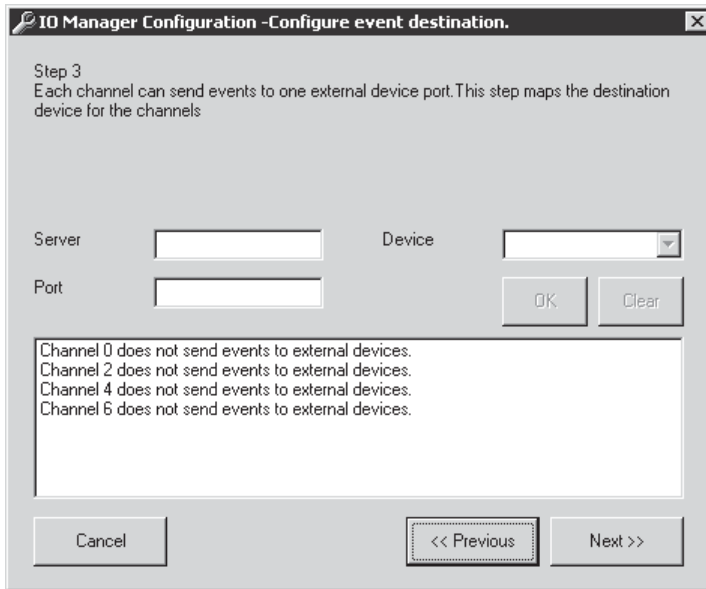 IO Manager Configuration -Configure event destination.
Step 3
Each channel can send events to one external device port.This step maps the destination
device for the channels
Server
Device
Port
OK
Clear
Channel 0 does not send events to external devices.
Channel 2 does not send events to external devices.
Channel 4 does not send events to external devices.
Channel 6 does not send events to external devices.
Cancel
<< Previous
Next >>